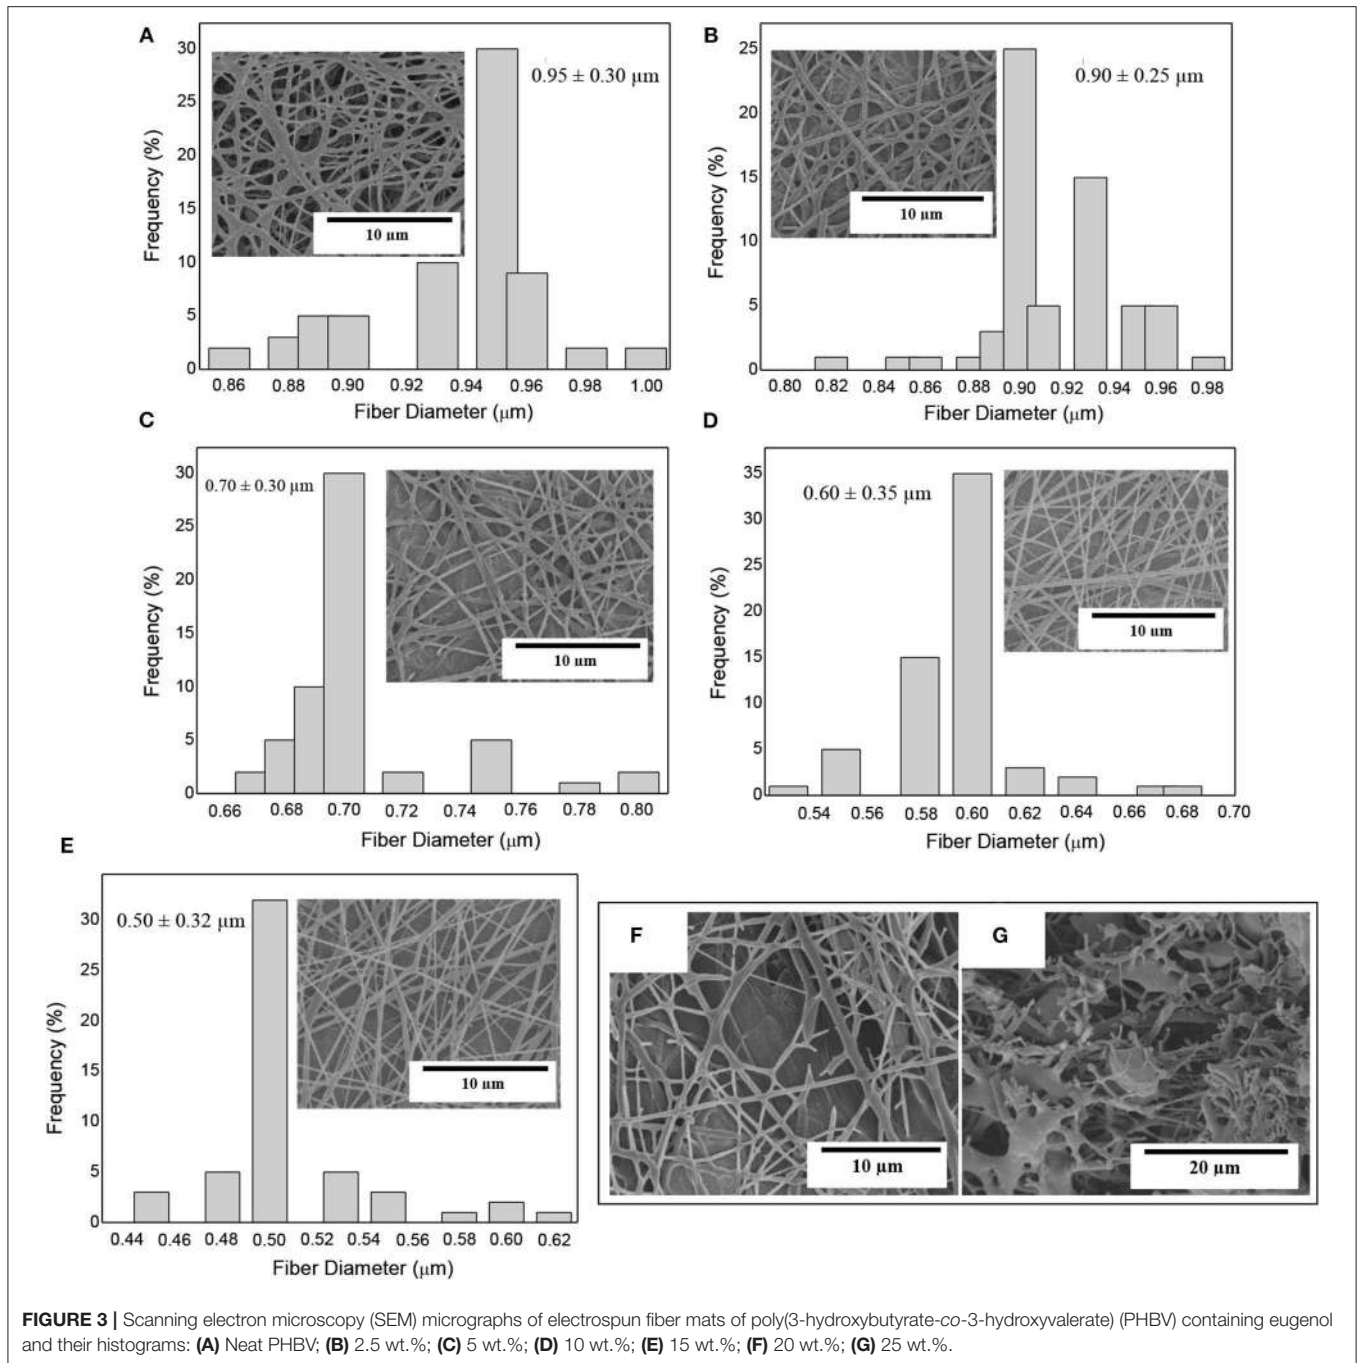 A
0.95 ± 0.30 µm
10 µm
Frequency (%)
30
25
20
15
10
5
0
0.86 0.88 0.90 0.92 0.94 0.96 0.98 1.00
Fiber Diameter (µm)
B
0.90 ± 0.25 µm
10 µm
Frequency (%)
25
20
15
10
5
0
0.80 0.82 0.84 0.86 0.88 0.90 0.92 0.94 0.96 0.98
Fiber Diameter (µm)
C
0.70 ± 0.30 µm
10 µm
Frequency (%)
30
25
20
15
10
5
0
0.66 0.68 0.70 0.72 0.74 0.76 0.78 0.80
Fiber Diameter (µm)
D
0.60 ± 0.35 µm
10 µm
Frequency (%)
35
30
25
20
15
10
5
0
0.54 0.56 0.58 0.60 0.62 0.64 0.66 0.68 0.70
Fiber Diameter (µm)
E
0.50 ± 0.32 µm
10 µm
Frequency (%)
30
25
20
15
10
5
0
0.44 0.46 0.48 0.50 0.52 0.54 0.56 0.58 0.60 0.62
Fiber Diameter (µm)
F
10 µm
G
20 µm
FIGURE 3 | Scanning electron microscopy (SEM) micrographs of electrospun fiber mats of poly(3-hydroxybutyrate-co-3-hydroxyvalerate) (PHBV) containing eugenol
and their histograms: (A) Neat PHBV; (B) 2.5 wt.%; (C) 5 wt.%; (D) 10 wt.%; (E) 15 wt.%; (F) 20 wt.%; (G) 25 wt.%.